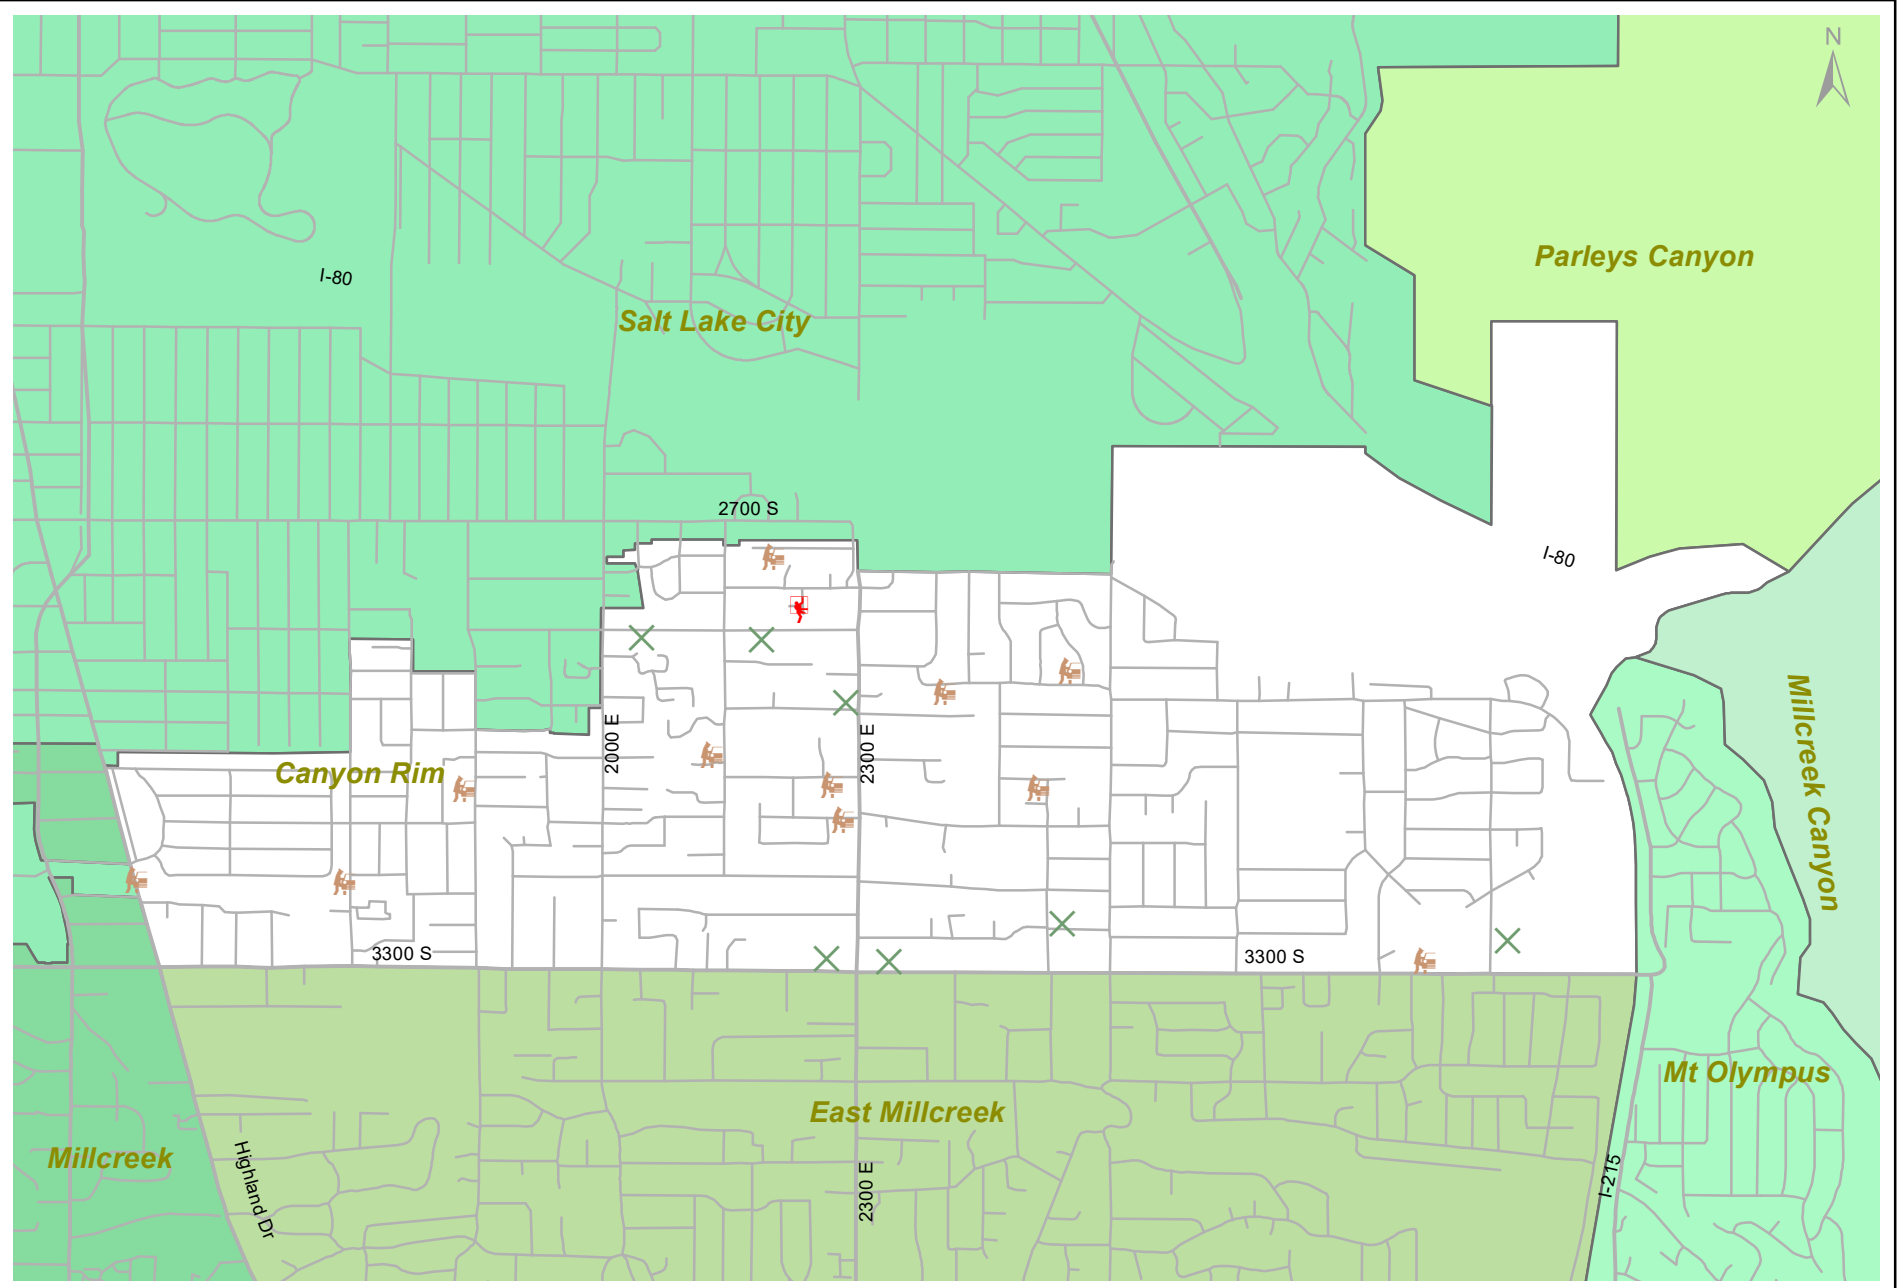 N
Parleys Canyon
I-80
Salt Lake City
2700 S
I-80
Millcreek Canyon
2000 E
2300 E
Canyon Rim
3300 S
3300 S
Mt Olympus
East Millcreek
Millcreek
Highland Dr
2300 E
I-215